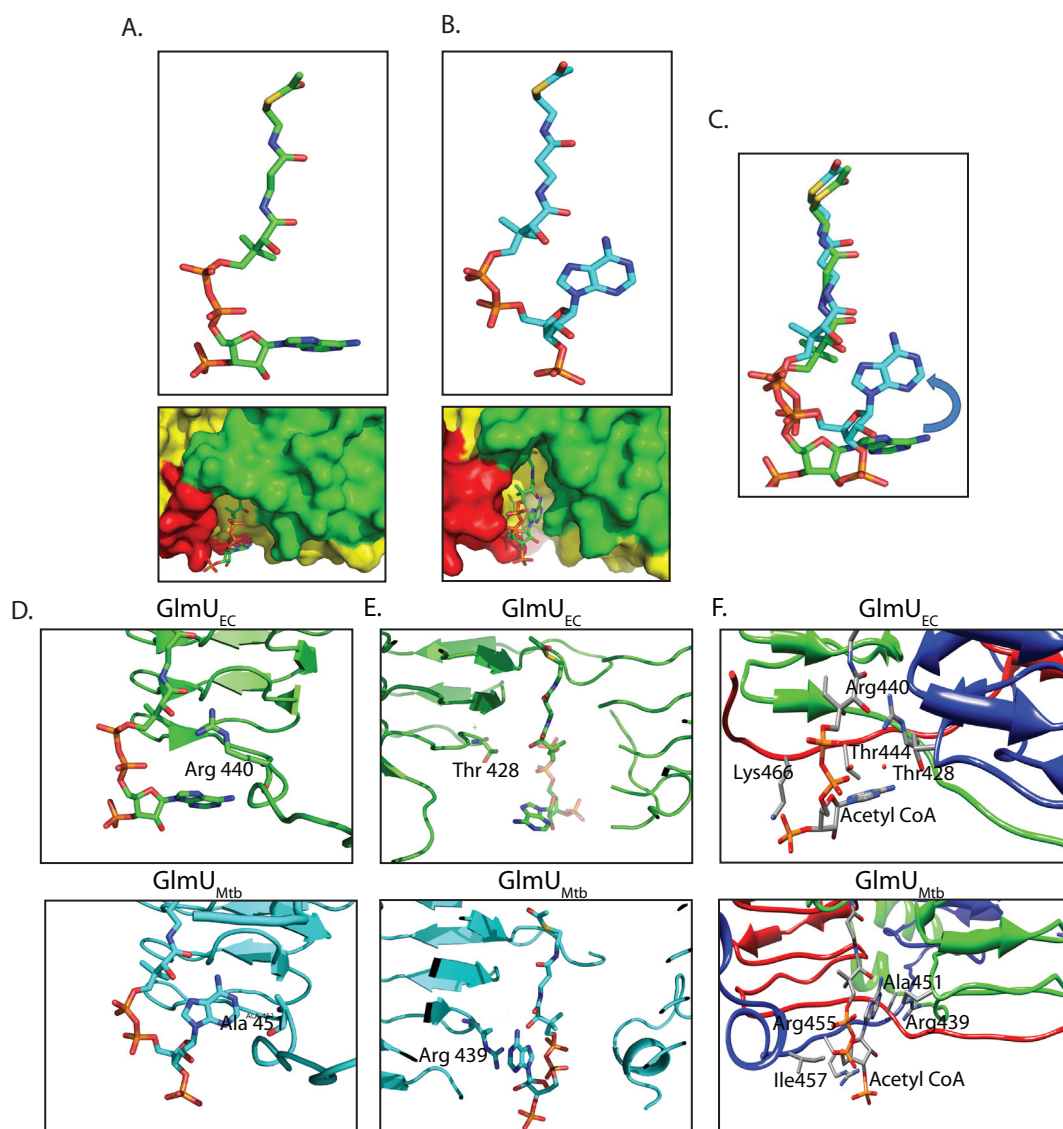 A.
B.
C.
D.
GlmU EC
E.
GlmU EC
F.
GlmU EC
Arg 440
Thr 428
Arg440
Thr444
Lys466
Thr428
Acetyl CoA
GlmU Mtb
GlmU Mtb
GlmU Mtb
Ala 451
Arg 439
Ala451
Arg455
Arg439
Ile457
Acetyl CoA